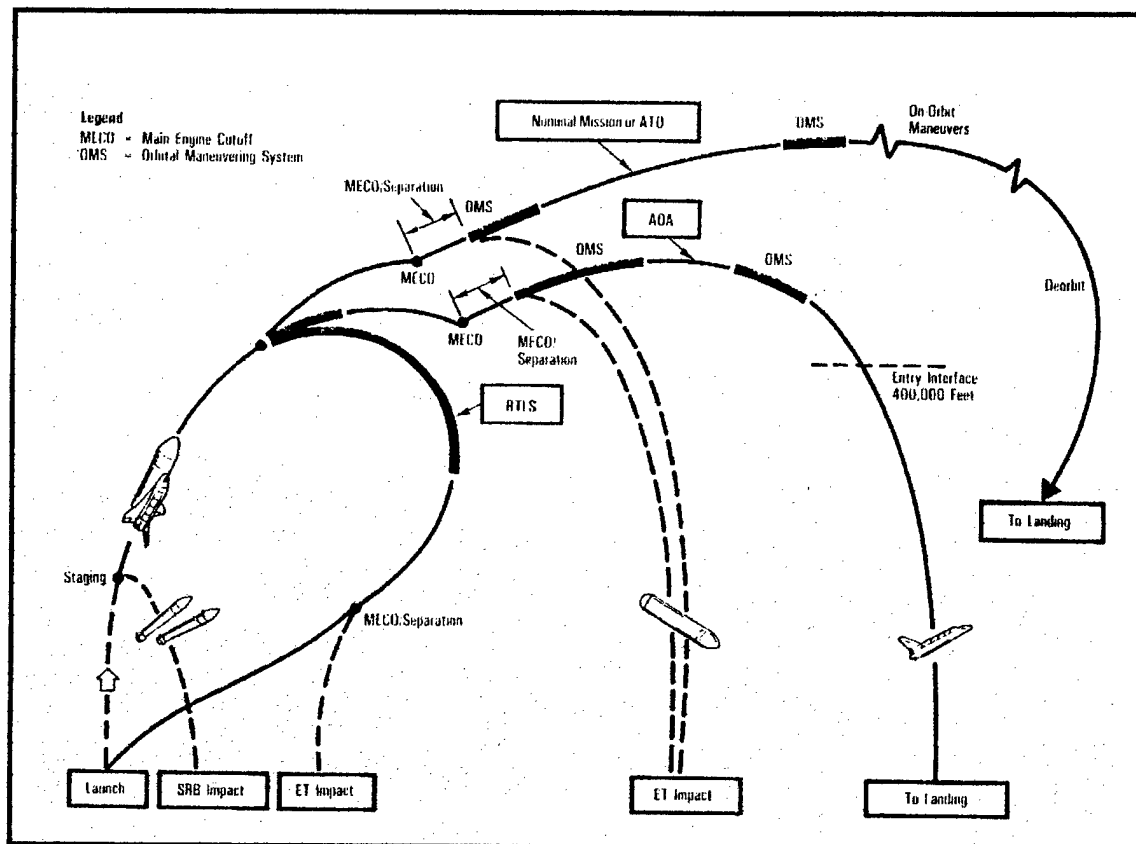 Legend
MECO = Main Engine Cutoff
OMS = Orbital Maneuvering System
Nominal Mission or ATO
OMS
On-Orbit
Maneuvers
MECO/Separation
OMS
AOA
MECO
OMS
OMS
Deorbit
MECO
MECO/
Separation
Entry Interface
400,000 Feet
RTLS
To Landing
Staging
MECO/Separation
Launch
SRB Impact
ET Impact
ET Impact
To Landing